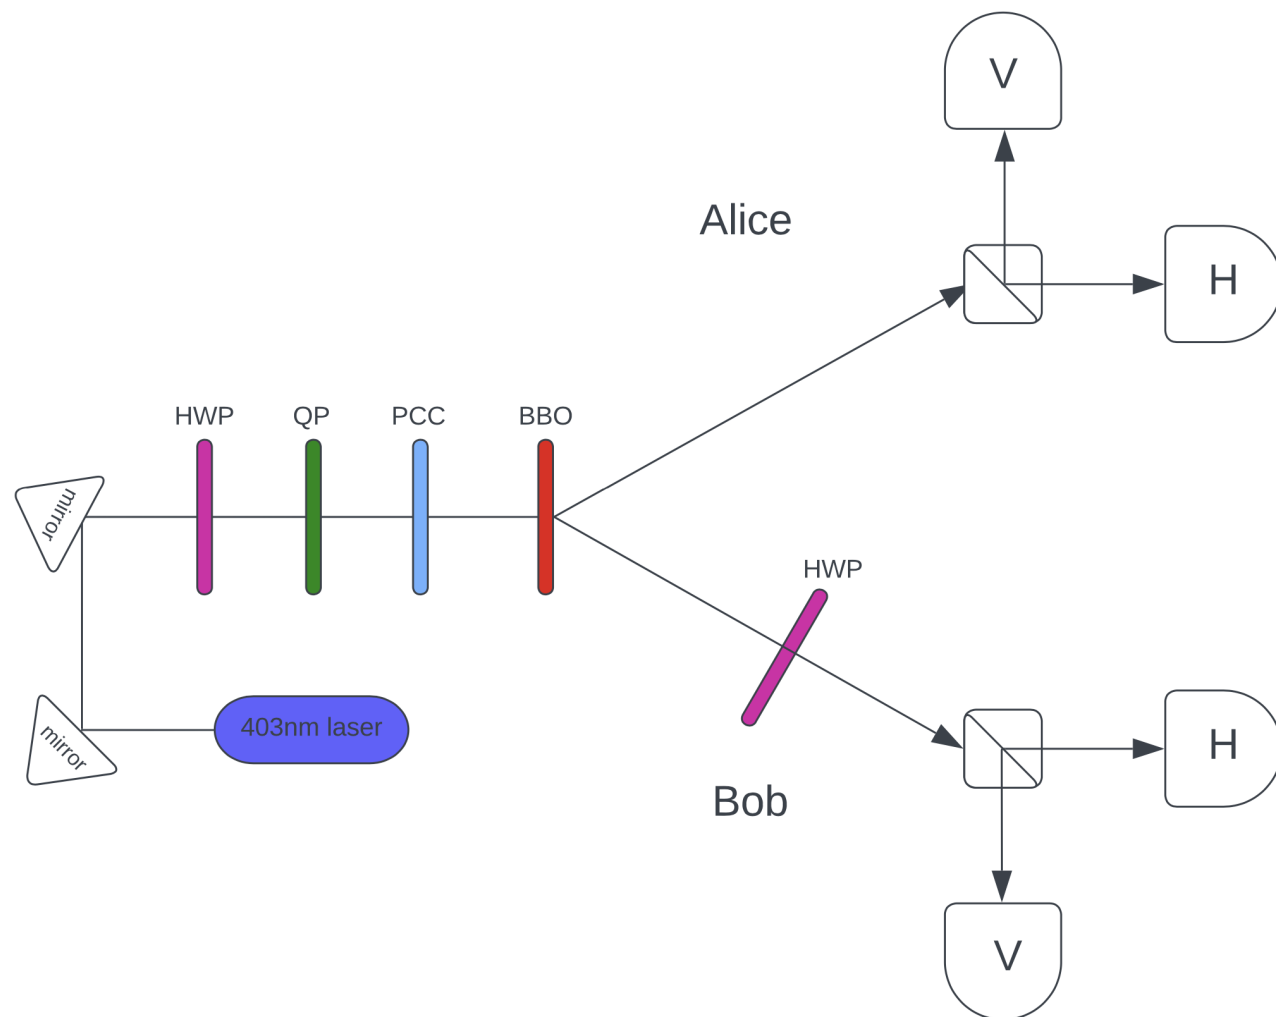 V
Alice
H
HWP
QP
PCC
BBO
mirror
HWP
403nm laser
mirror
H
Bob
V